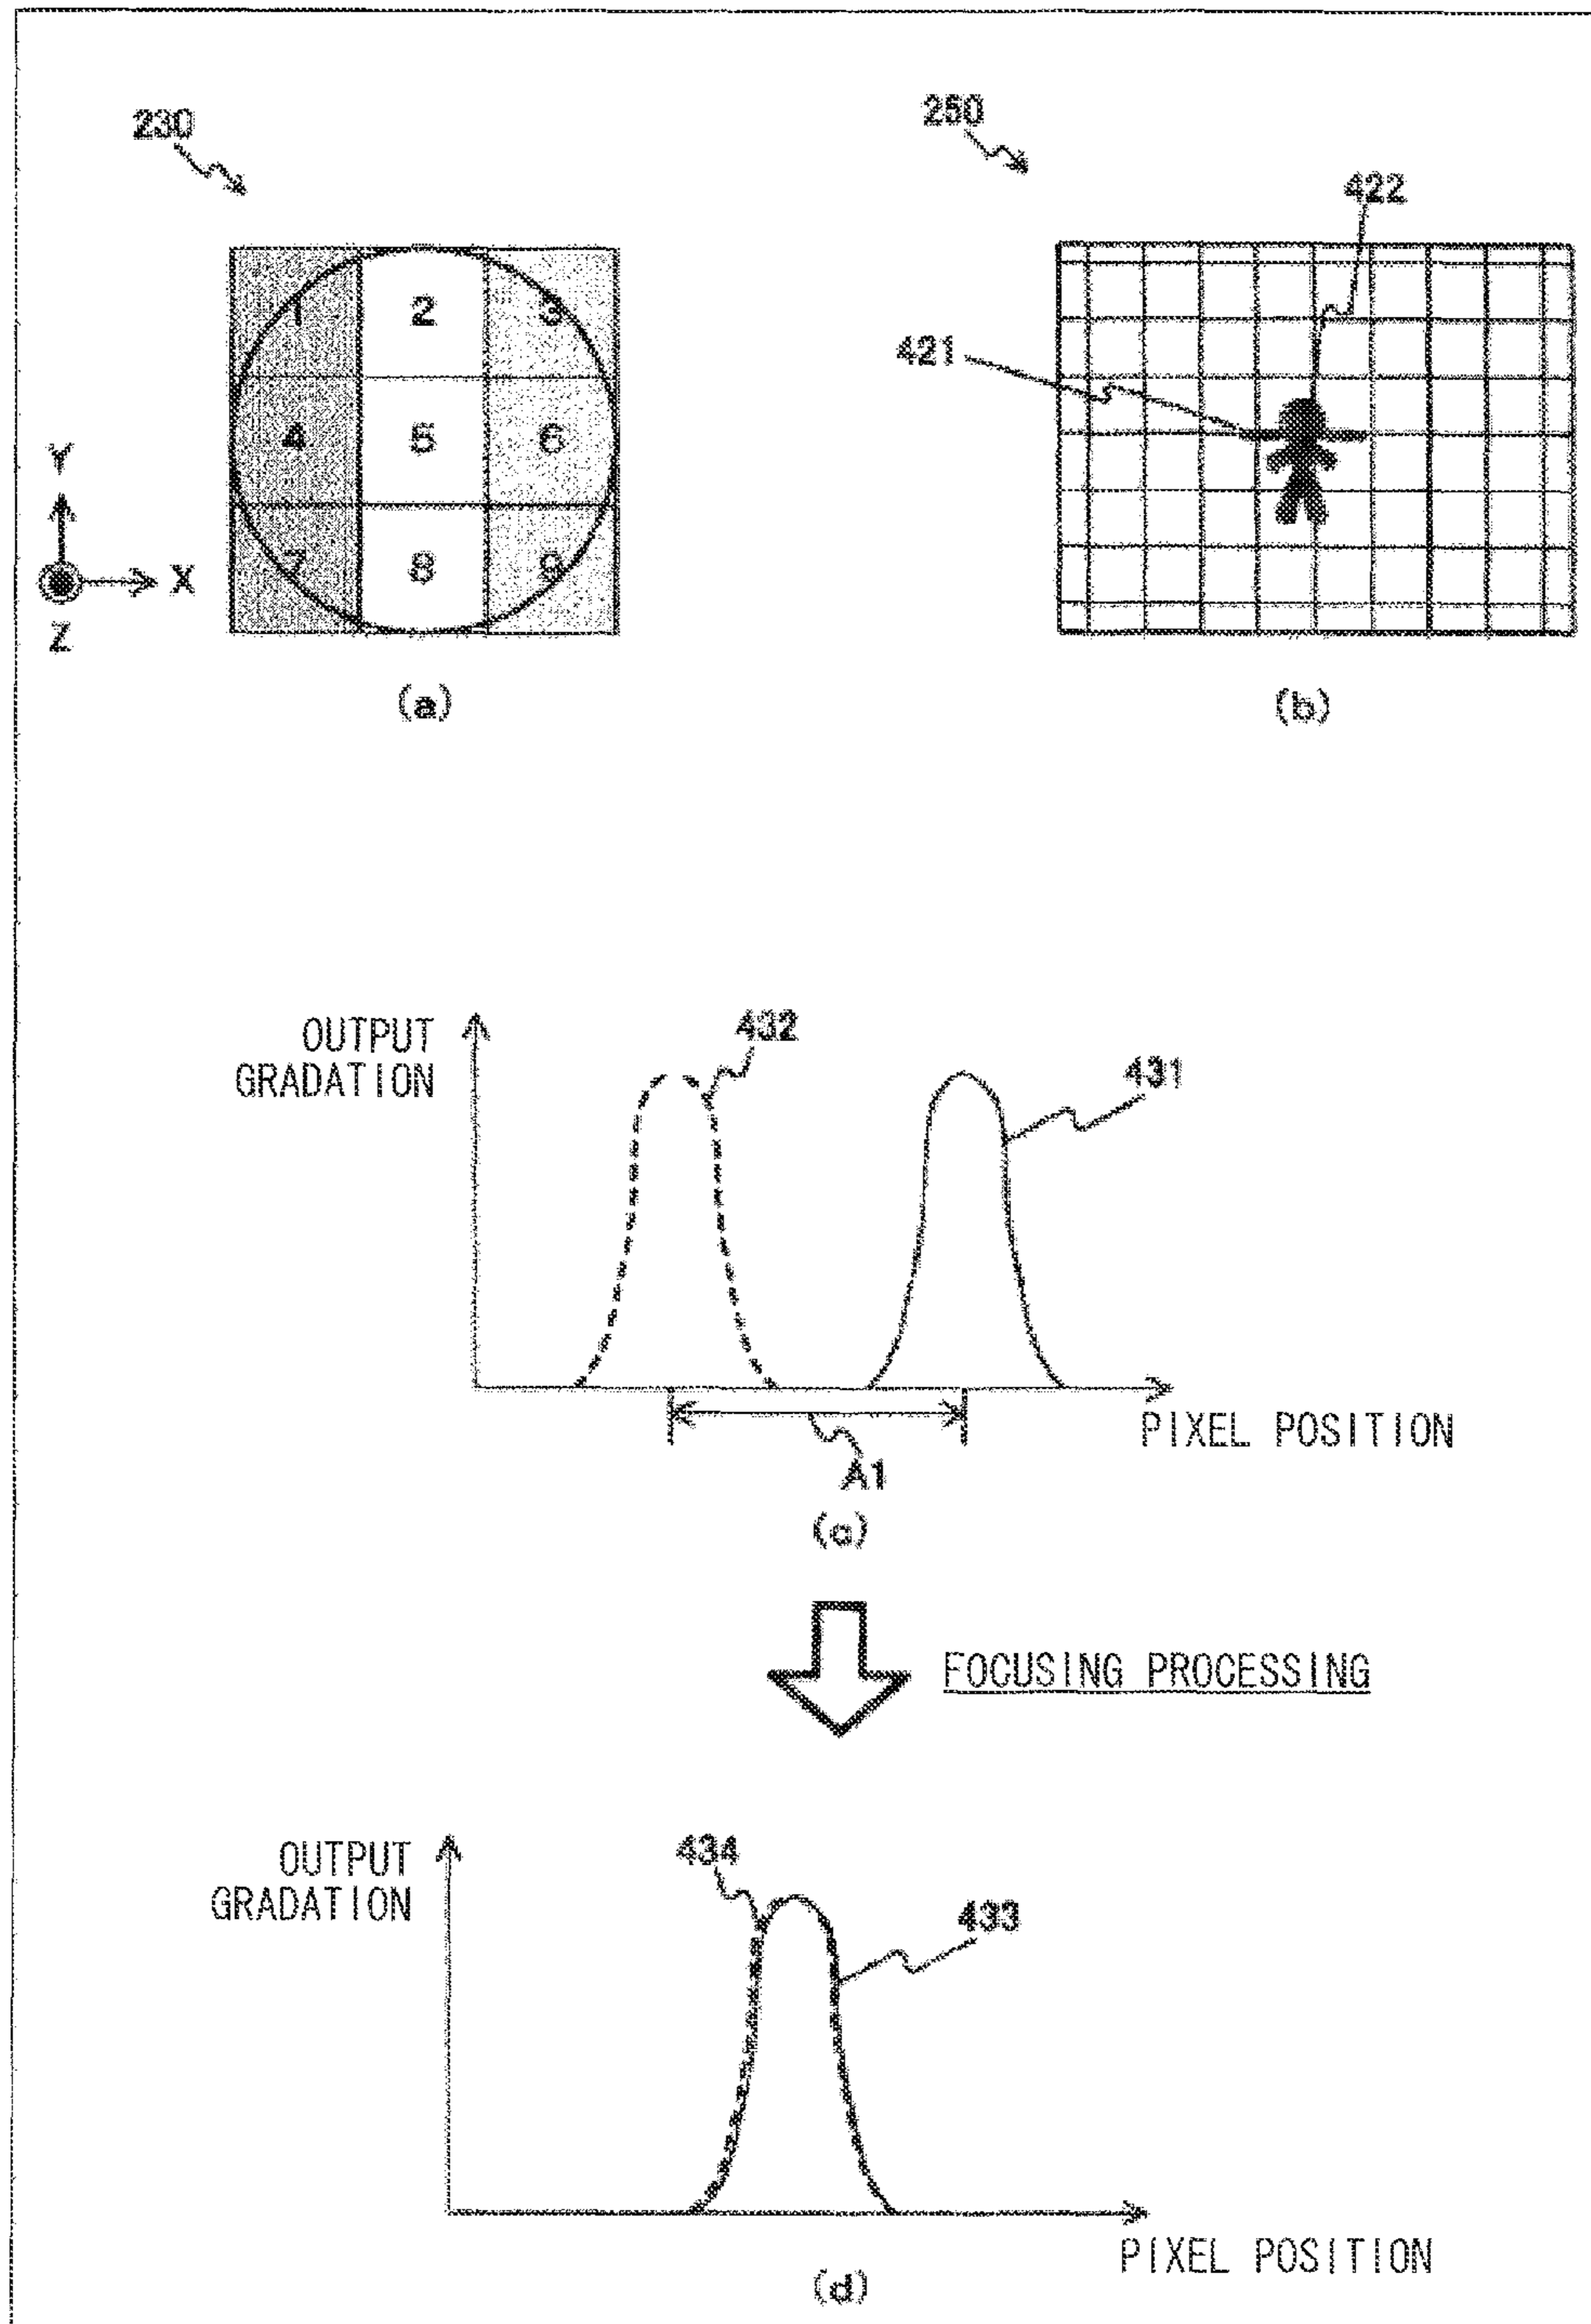 230
250
422
421
1 2 3
4 5 6
7 8 9
Y
X
Z
(a)
(b)
OUTPUT
GRADATION
432
431
PIXEL POSITION
A1
(c)
FOCUSING PROCESSING
OUTPUT
GRADATION
434
433
PIXEL POSITION
(d)